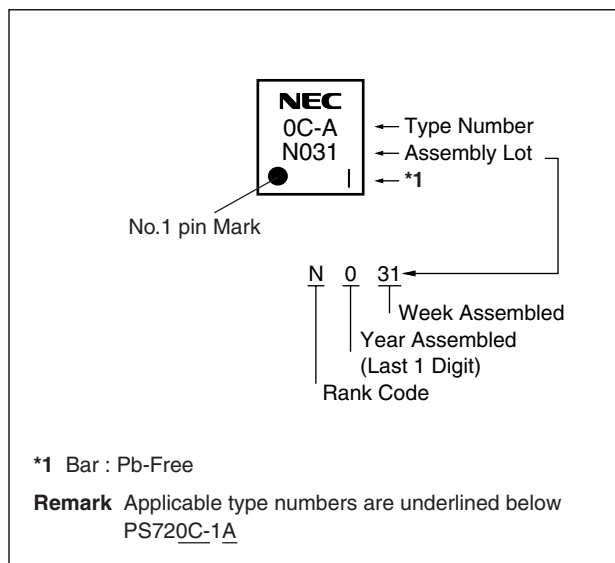 NEC
0C-A
N031
Type Number
Assembly Lot
*1
No.1 pin Mark
N 0 31
Week Assembled
Year Assembled
(Last 1 Digit)
Rank Code
*1 Bar : Pb-Free
Remark Applicable type numbers are underlined below
PS720C-1A